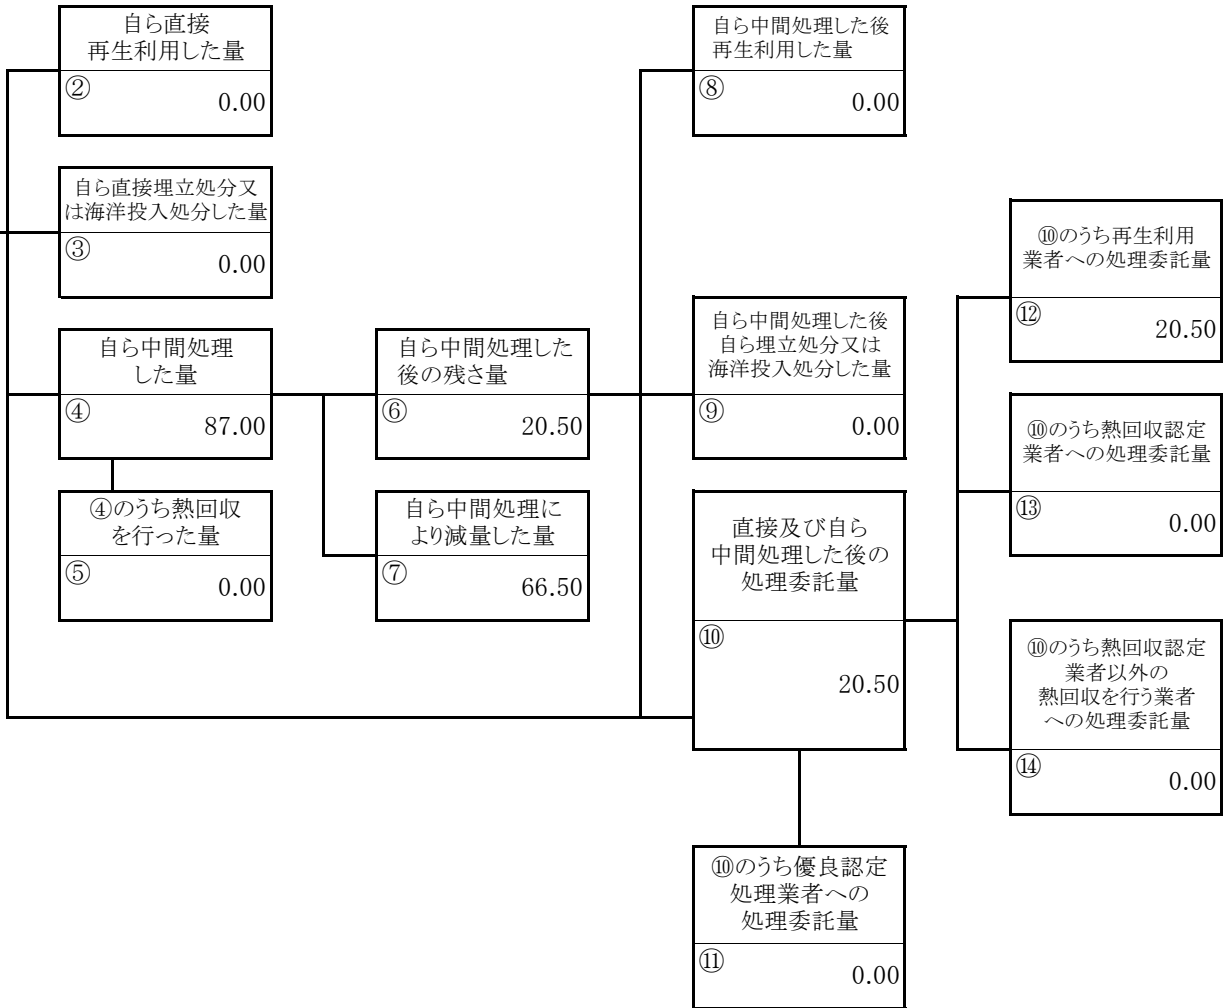 自ら直接
再生利用した量
②
0.00
自ら直接埋立処分又
は海洋投入処分した量
③
0.00
自ら中間処理
した量
④
87.00
④のうち熱回収
を行った量
⑤
0.00
自ら中間処理した
後の残さ量
⑥
20.50
自ら中間処理に
より減量した量
⑦
66.50
自ら中間処理した後
再生利用した量
⑧
0.00
自ら中間処理した後
自ら埋立処分又は
海洋投入処分した量
⑨
0.00
直接及び自ら
中間処理した後の
処理委託量
⑩
20.50
⑩のうち優良認定
処理業者への
処理委託量
⑪
0.00
⑩のうち再生利用
業者への処理委託量
⑫
20.50
⑩のうち熱回収認定
業者への処理委託量
⑬
0.00
⑩のうち熱回収認定
業者以外の
熱回収を行う業者
への処理委託量
⑭
0.00